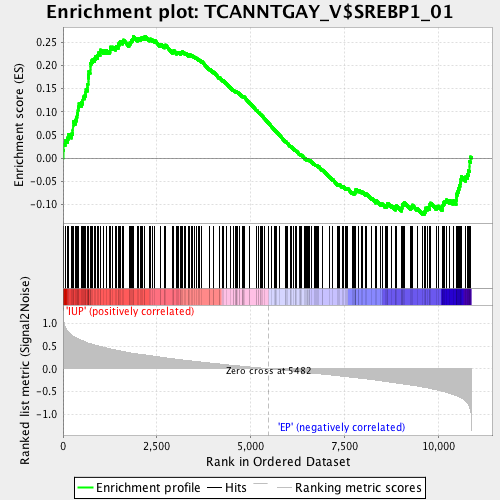 Enrichment plot: TCANNTGAY_V$SREBP1_01
Enrichment score (ES)
0.25
0.20
0.15
0.10
0.05
0.00
-0.05
-0.10
Ranked list metric (Signal2Noise)
1.0
0.5
0.0
-0.5
-1.0
'IUP' (positively correlated)
Zero cross at 5482
'EP' (negatively correlated)
0
2,500
5,000
7,500
10,000
Rank in Ordered Dataset
Enrichment profile
Hits
Ranking metric scores